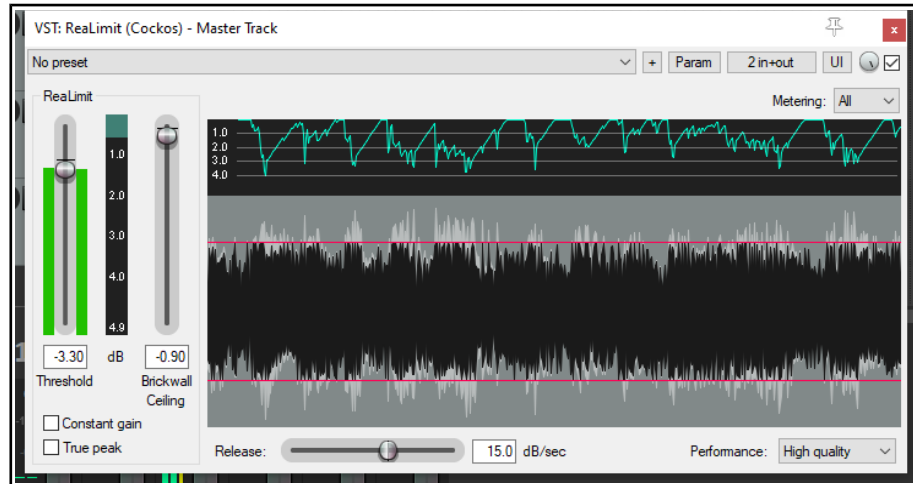 VST: ReaLimit (Cockos) - Master Track
x
No preset
+
Param
2 in+out
UI
ReaLimit
Metering: All
1.0
2.0
3.0
4.0
1.0
2.0
3.0
4.0
4.9
-3.30
dB
-0.90
Threshold
Brickwall
Ceiling
Constant gain
True peak
Release:
15.0 dB/sec
Performance: High quality